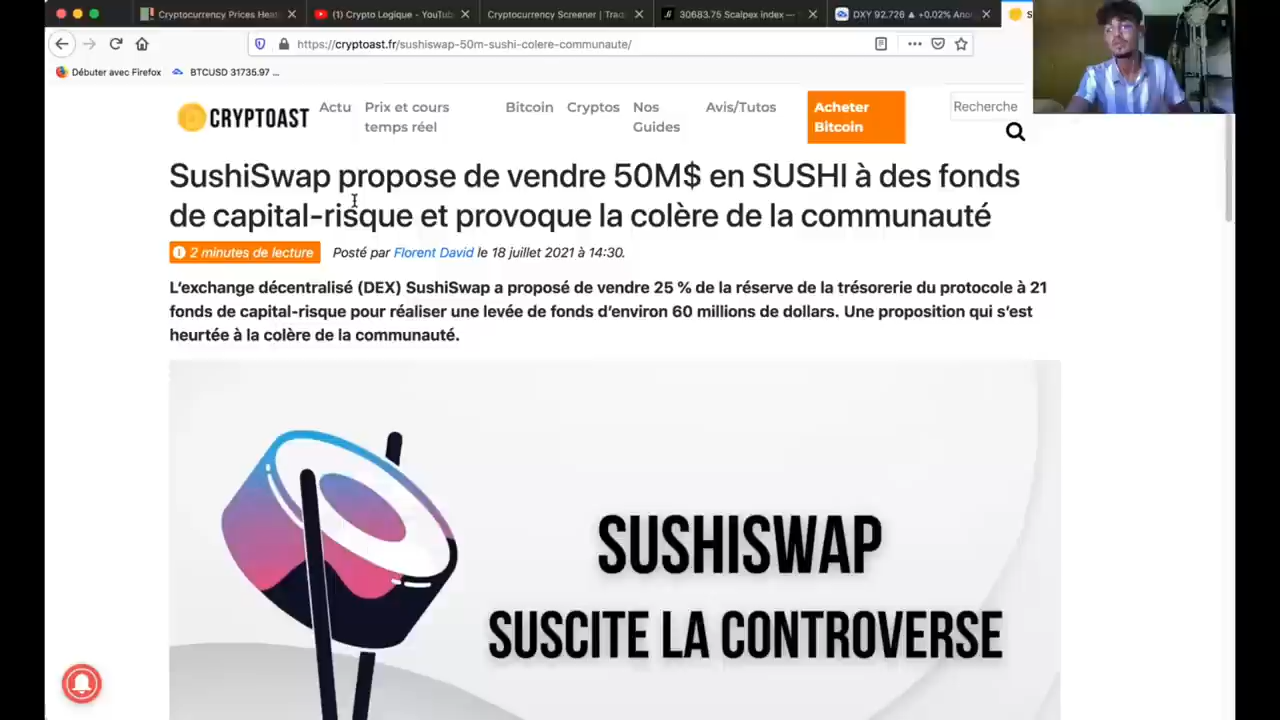 Cryptocurrency Prices Heat
(1) Crypto Logique - YouTub
Cryptocurrency Screener | Trad
30683.75 Scalpex index —
DXY 92.726 ▲ +0.02% Ano
S
https://cryptoast.fr/sushiswap-50m-sushi-colere-communaute/
Débuter avec Firefox
BTCUSD 31735.97 ...
CRYPTOAST
Actu
Prix et cours
temps réel
Bitcoin
Cryptos
Nos
Guides
Avis/Tutos
Acheter
Bitcoin
Recherche
SushiSwap propose de vendre 50M$ en SUSHI à des fonds
de capital-risque et provoque la colère de la communauté
2 minutes de lecture
Posté par Florent David le 18 juillet 2021 à 14:30.
L'exchange décentralisé (DEX) SushiSwap a proposé de vendre 25 % de la réserve de la trésorerie du protocole à 21
fonds de capital-risque pour réaliser une levée de fonds d'environ 60 millions de dollars. Une proposition qui s'est
heurtée à la colère de la communauté.
SUSHISWAP
SUSCITE LA CONTROVERSE